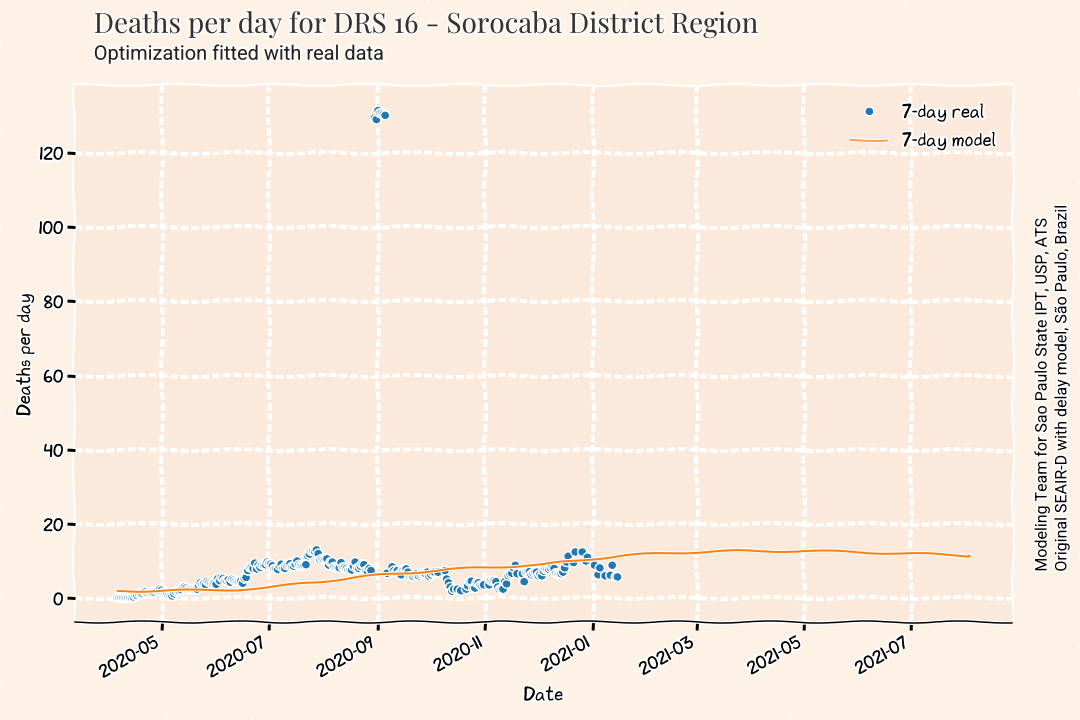 Deaths per day for DRS 16 - Sorocaba District Region
Optimization fitted with real data
7-day real
7-day model
120
100
80
60
40
20
0
Deaths per day
2020-05
2020-07
2020-09
2020-11
2021-01
2021-03
2021-05
2021-07
Date
Modeling Team for Sao Paulo State IPT, USP, ATS
Original SEAIR-D with delay model, São Paulo, Brazil